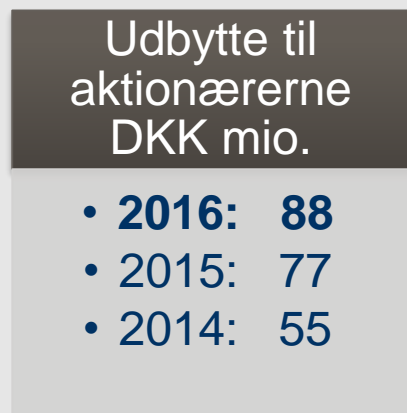 Udbytte til
aktionærerne
DKK mio.
• 2016: 88
• 2015: 77
• 2014: 55